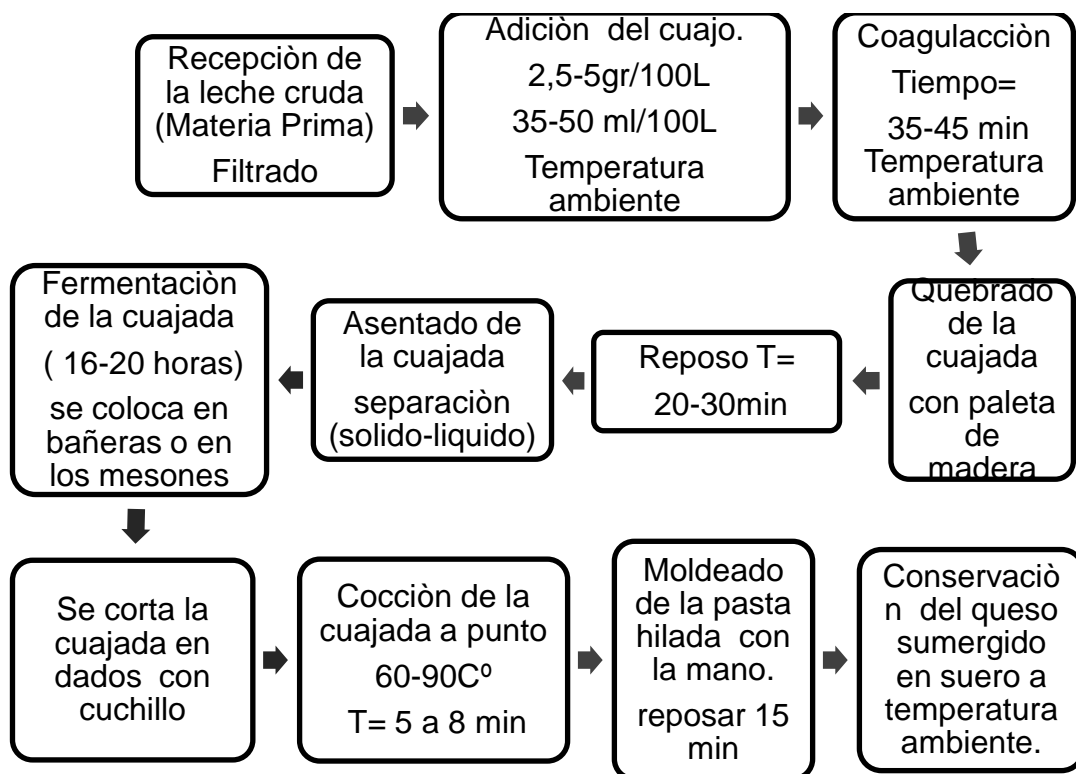 Recepciòn de
la leche cruda
(Materia Prima)
Filtrado
Adiciòn del cuajo.
2,5-5gr/100L
35-50 ml/100L
Temperatura
ambiente
Coagulacciòn
Tiempo=
35-45 min
Temperatura
ambiente
Quebrado
de la
cuajada
con paleta
de
madera
Reposo T=
20-30min
Asentado de
la cuajada
separaciòn
(solido-liquido)
Fermentaciòn
de la cuajada
( 16-20 horas)
se coloca en
bañeras o en
los mesones
Se corta la
cuajada en
dados con
cuchillo
Cocciòn de la
cuajada a punto
60-90Cº
T= 5 a 8 min
Moldeado
de la pasta
hilada con
la mano.
reposar 15
min
Conservaciò
n del queso
sumergido
en suero a
temperatura
ambiente.